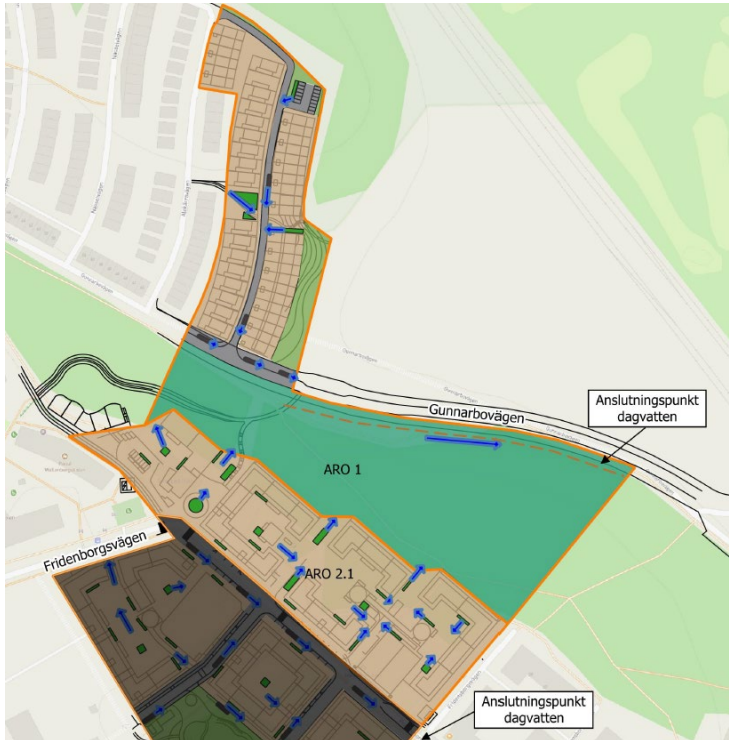 Gunnarbovägen
Anslutningspunkt
dagvatten
ARO 1
Fridenborgsvägen
ARO 2.1
Anslutningspunkt
dagvatten